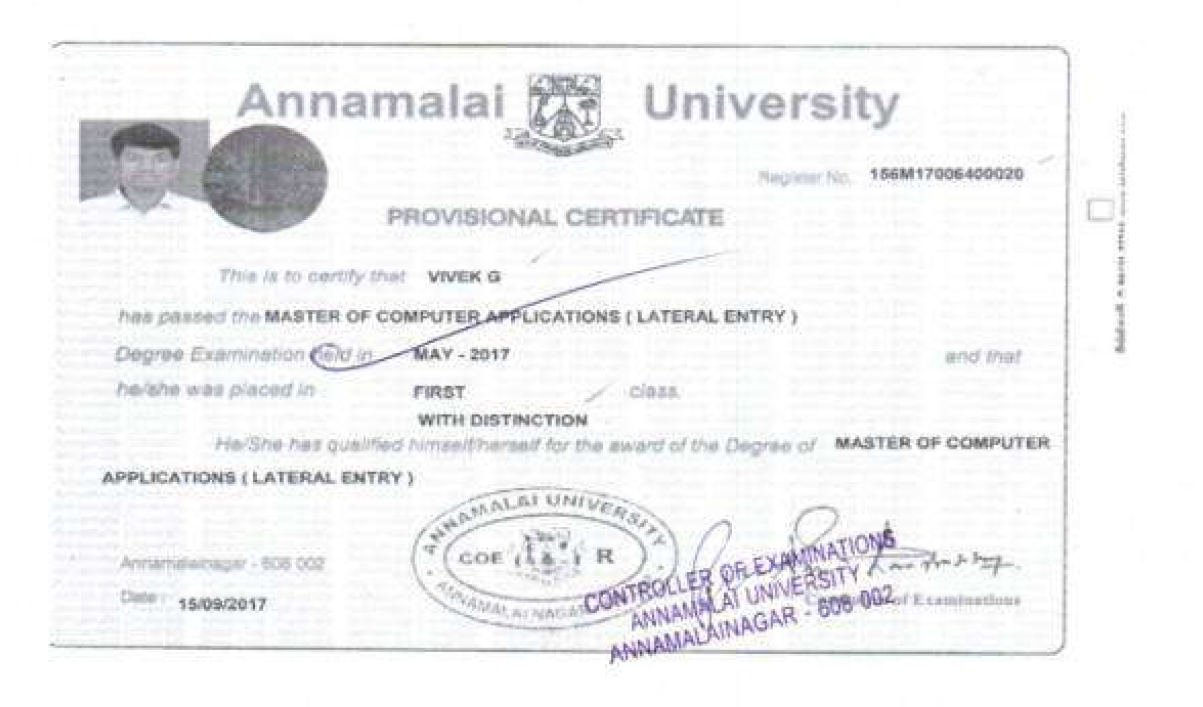 Annamalai University
Register No. 156M17006400020
PROVISIONAL CERTIFICATE
This is to certify that VIVEK G
has passed the MASTER OF COMPUTER APPLICATIONS ( LATERAL ENTRY )
Degree Examination held in MAY - 2017 and that
he/she was placed in FIRST class.
WITH DISTINCTION
He/She has qualified himself/herself for the award of the Degree of MASTER OF COMPUTER
APPLICATIONS ( LATERAL ENTRY )
ANNAMALAI UNIVERSITY
COE R
ANNAMALAI NAGAR
Annamalainagar - 608 002
Date : 15/09/2017
CONTROLLER OF EXAMINATIONS
ANNAMALAI UNIVERSITY
ANNAMALAINAGAR - 608 002
of Examinations